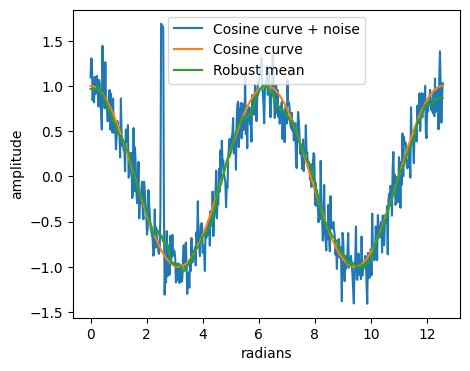 Cosine curve + noise
Cosine curve
Robust mean
amplitude
1.5
1.0
0.5
0.0
−0.5
−1.0
−1.5
0 2 4 6 8 10 12
radians